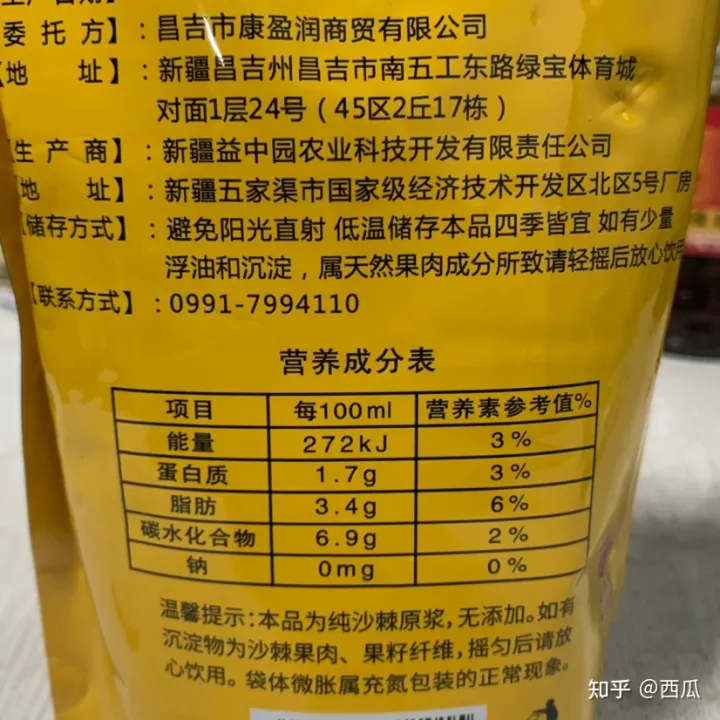 委托方】：昌吉市康盈润商贸有限公司
【地 址】：新疆昌吉州昌吉市南五工东路绿宝体育城
对面1层24号（45区2丘17栋）
生产商】：新疆益中园农业科技开发有限责任公司
地 址】：新疆五家渠市国家级经济技术开发区北区5号厂房
【储存方式】：避免阳光直射 低温储存本品四季皆宜 如有少量
浮油和沉淀，属天然果肉成分所致请轻摇后放心饮用
【联系方式】：0991-7994110
营养成分表
项目 每100ml 营养素参考值%
能量 272kJ 3%
蛋白质 1.7g 3%
脂肪 3.4g 6%
碳水化合物 6.9g 2%
钠 0mg 0%
温馨提示：本品为纯沙棘原浆，无添加。如有
沉淀物为沙棘果肉、果籽纤维，摇匀后请放
心饮用。袋体微胀属充氮包装的正常现象。
知乎 @西瓜